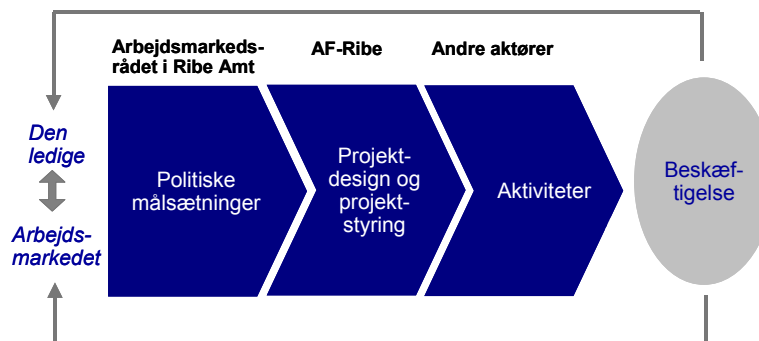 Arbejdsmarkeds-
rådet i Ribe Amt
AF-Ribe
Andre aktører
Den
ledige
Arbejds-
markedet
Politiske
målsætninger
Projekt-
design og
projekt-
styring
Aktiviteter
Beskæf-
tigelse